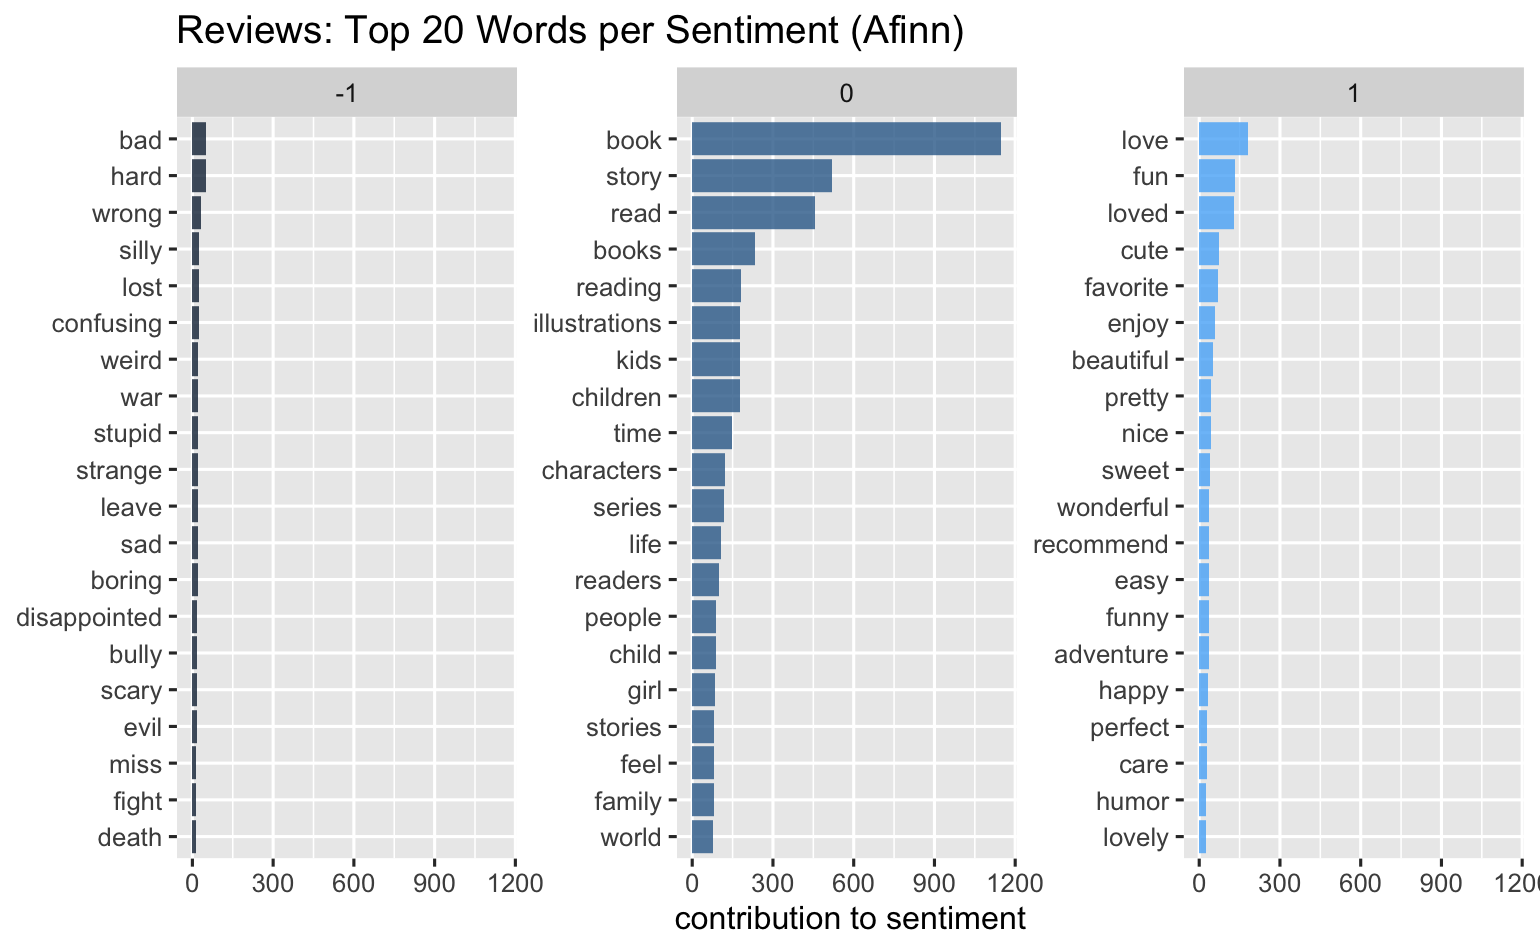 Reviews: Top 20 Words per Sentiment (Afinn)
-1
bad
hard
wrong
silly
lost
confusing
weird
war
stupid
strange
leave
sad
boring
disappointed
bully
scary
evil
miss
fight
death
0 300 600 900 1200
0
book
story
read
books
reading
illustrations
kids
children
time
characters
series
life
readers
people
child
girl
stories
feel
family
world
0 300 600 900 1200
1
love
fun
loved
cute
favorite
enjoy
beautiful
pretty
nice
sweet
wonderful
recommend
easy
funny
adventure
happy
perfect
care
humor
lovely
0 300 600 900 1200
contribution to sentiment